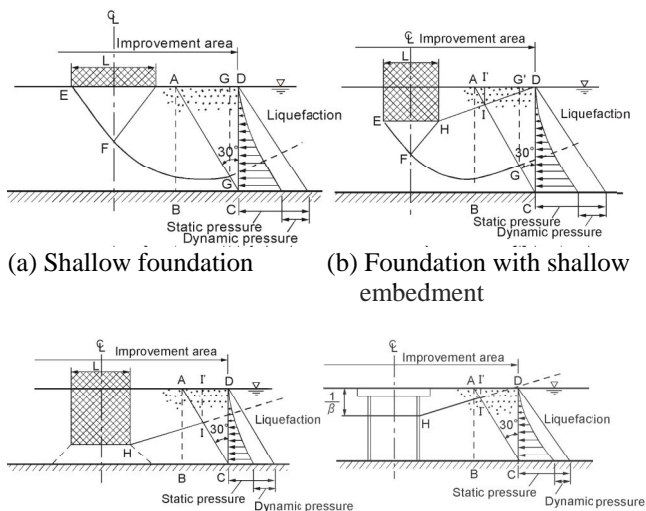 ℄
Improvement area
L
A G D
E
Liquefaction
F
30°
G
B C
Static pressure
Dynamic pressure
(a) Shallow foundation
℄
Improvement area
L
A I' G' D
Liquefaction
E H I
F
30°
G
B C
Static pressure
Dynamic pressure
(b) Foundation with shallow
embedment
℄
Improvement area
L
A I' D
Liquefaction
I
30°
H
B C
Static pressure
Dynamic pressure
℄
Improvement area
A I' D
1/β
H I
Liquefaction
30°
B C
Static pressure
Dynamic pressure